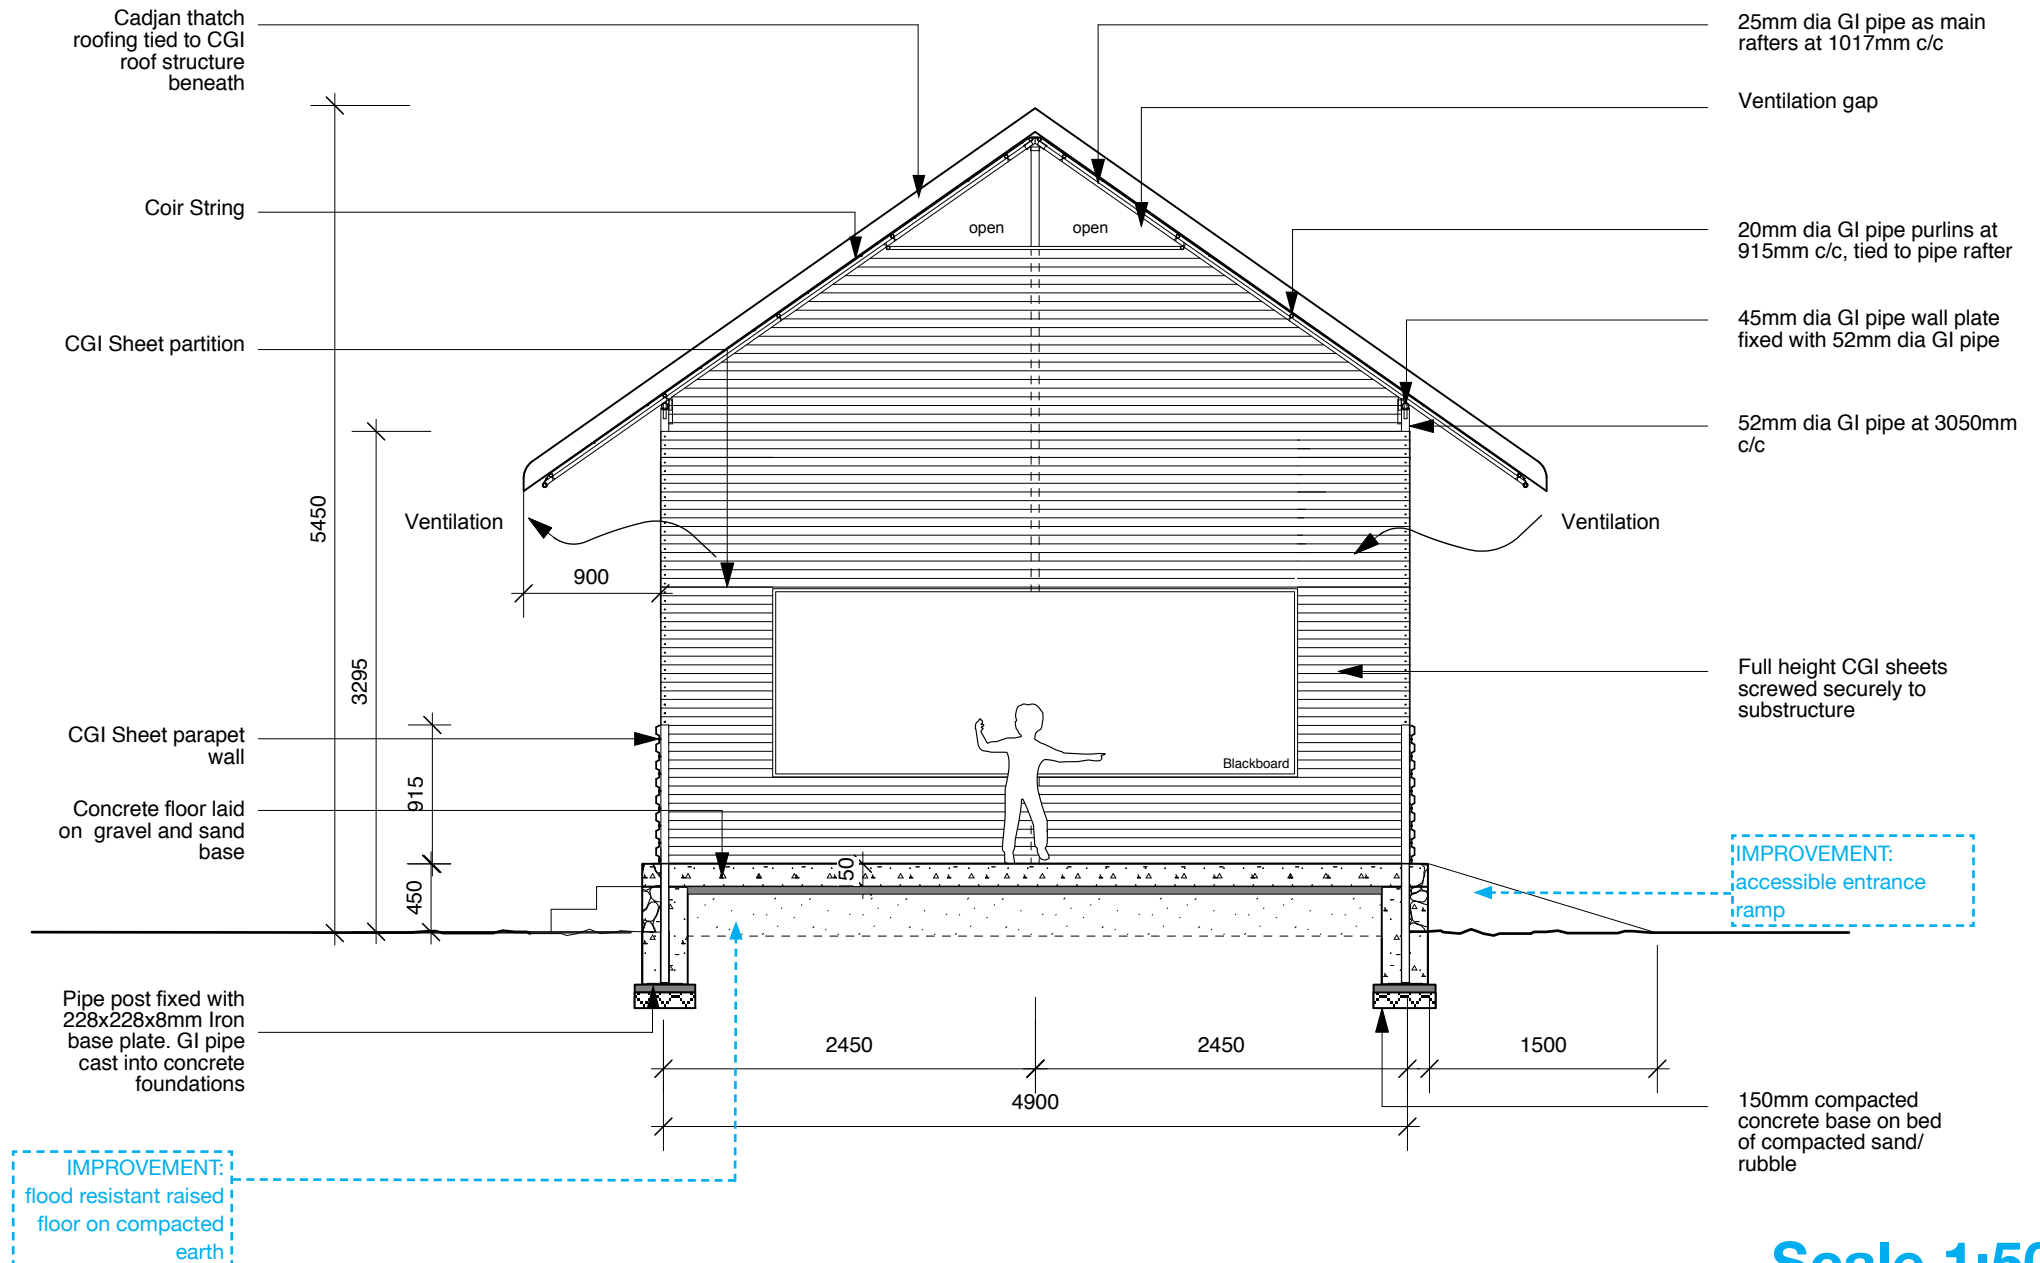 Cadjan thatch
roofing tied to CGI
roof structure
beneath
Coir String
CGI Sheet partition
Ventilation
CGI Sheet parapet
wall
Concrete floor laid
on gravel and sand
base
Pipe post fixed with
228x228x8mm Iron
base plate. GI pipe
cast into concrete
foundations
IMPROVEMENT:
flood resistant raised
floor on compacted
earth
5450
3295
915
450
900
open
open
Blackboard
50
2450
2450
1500
4900
25mm dia GI pipe as main
rafters at 1017mm c/c
Ventilation gap
20mm dia GI pipe purlins at
915mm c/c, tied to pipe rafter
45mm dia GI pipe wall plate
fixed with 52mm dia GI pipe
52mm dia GI pipe at 3050mm
c/c
Ventilation
Full height CGI sheets
screwed securely to
substructure
IMPROVEMENT:
accessible entrance
ramp
150mm compacted
concrete base on bed
of compacted sand/
rubble
Scale 1:50